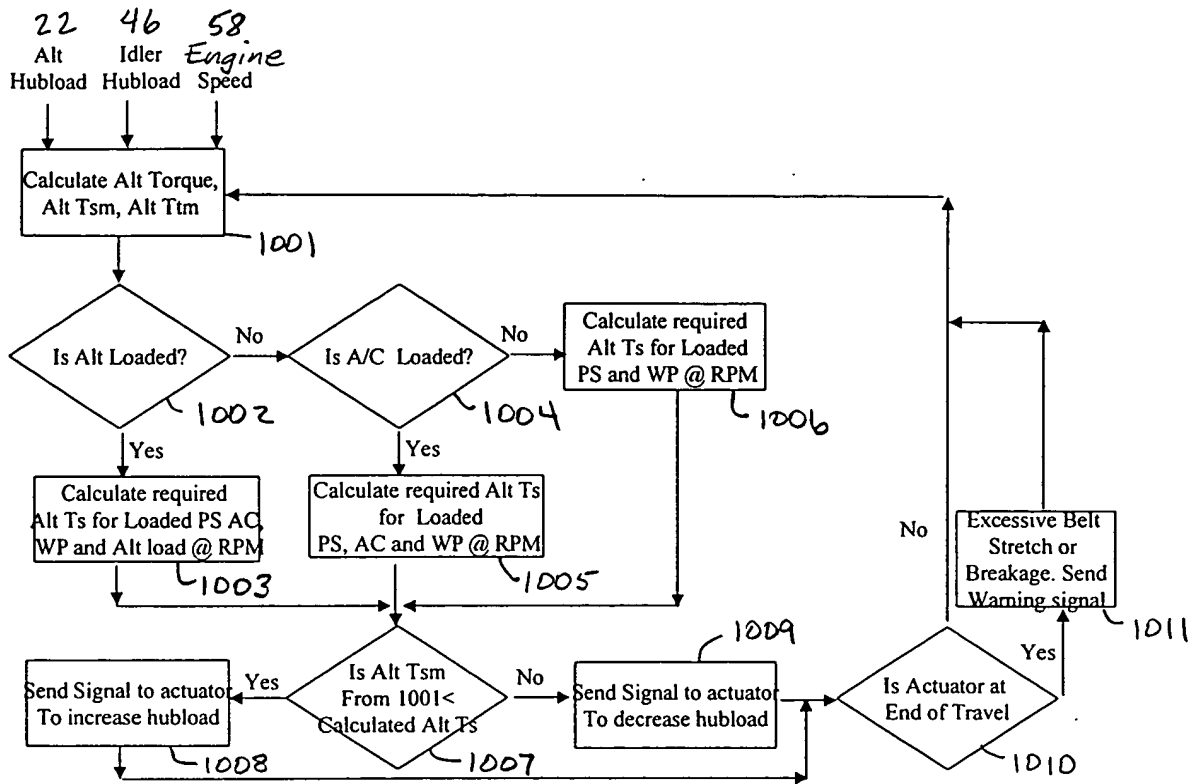 22 46 58
Alt Idler Engine
Hubload Hubload Speed
Calculate Alt Torque,
Alt Tsm, Alt Ttm
1001
Is Alt Loaded?
1002
No
Is A/C Loaded?
1004
No
Calculate required
Alt Ts for Loaded
PS and WP @ RPM
1006
Yes
Calculate required
Alt Ts for Loaded PS AC,
WP and Alt load @ RPM
1003
Yes
Calculate required Alt Ts
for Loaded
PS, AC and WP @ RPM
1005
Is Alt Tsm
From 1001<
Calculated Alt Ts
1007
Yes
Send Signal to actuator
To increase hubload
1008
No
Send Signal to actuator
To decrease hubload
1009
Is Actuator at
End of Travel
1010
Yes
Excessive Belt
Stretch or
Breakage. Send
Warning signal
1011
No